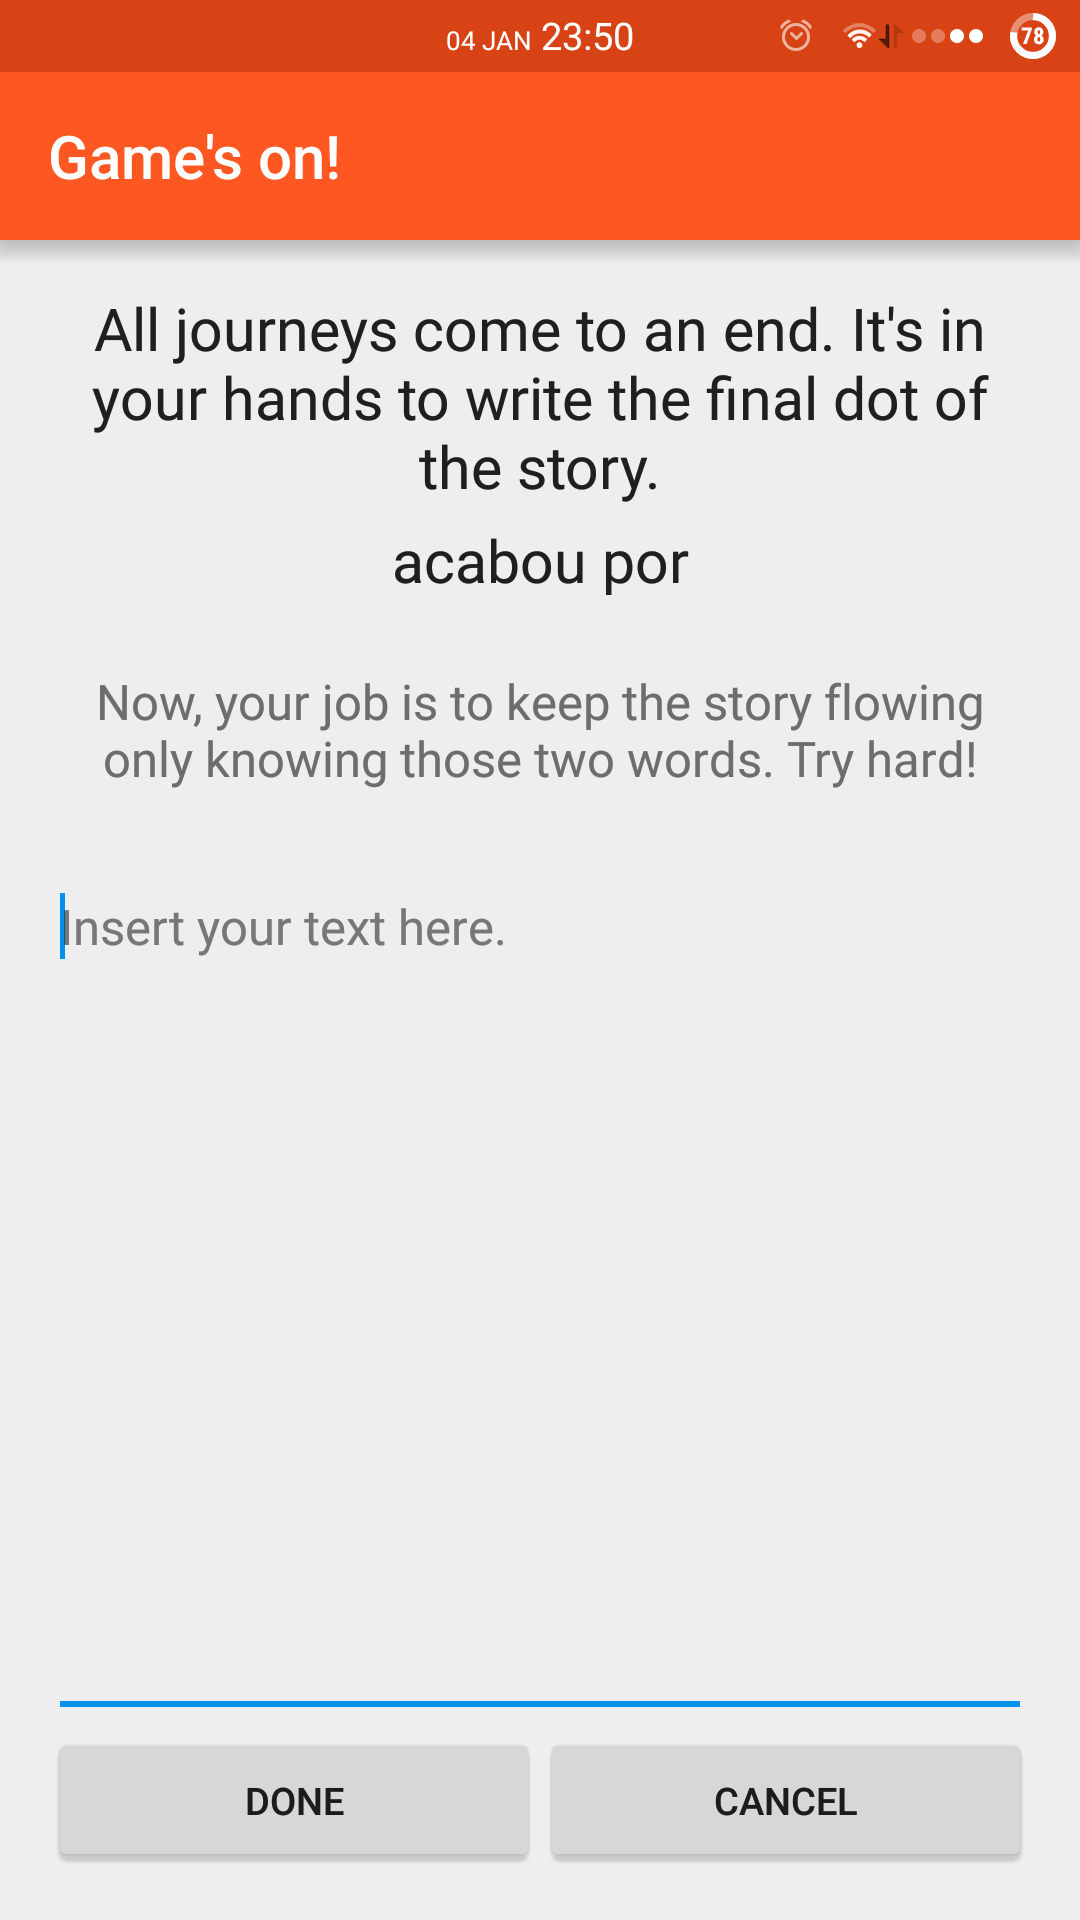 04 JAN 23:50 78
Game's on!
All journeys come to an end. It's in
your hands to write the final dot of
the story.
acabou por
Now, your job is to keep the story flowing
only knowing those two words. Try hard!
Insert your text here.
DONE CANCEL